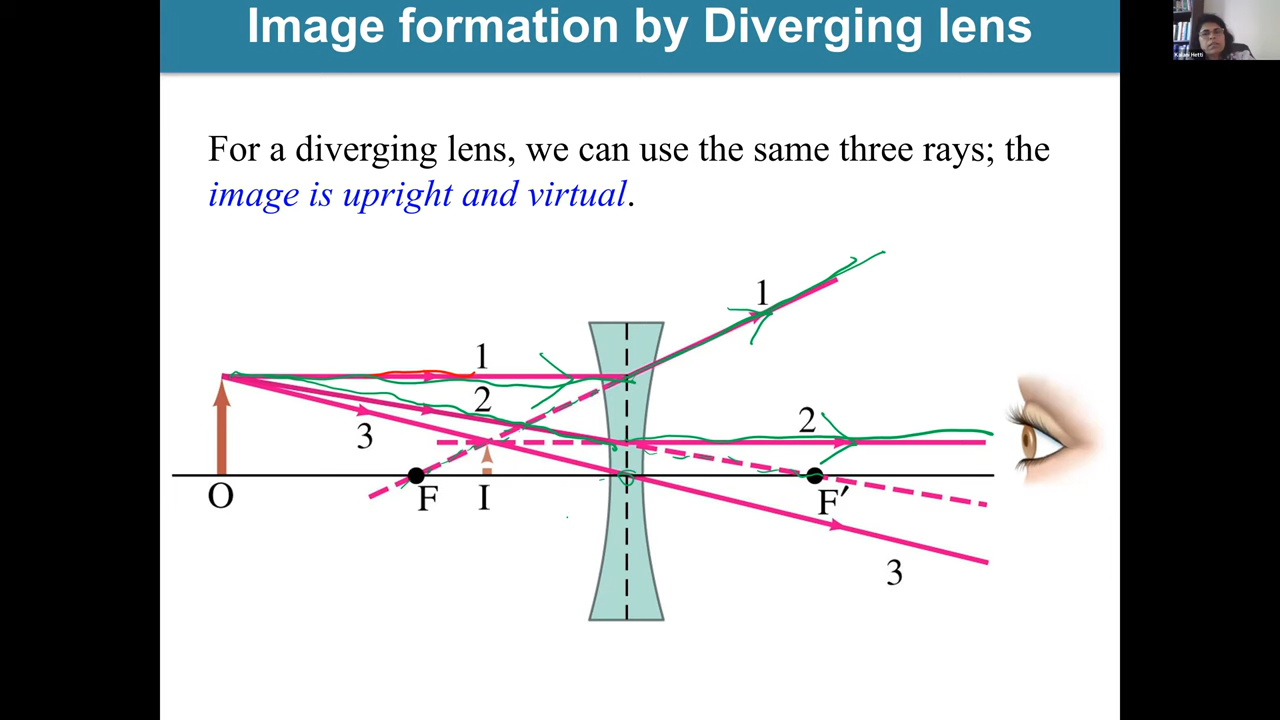 Image formation by Diverging lens
For a diverging lens, we can use the same three rays; the
image is upright and virtual.
1
1
2
3
2
O
F
I
F′
3